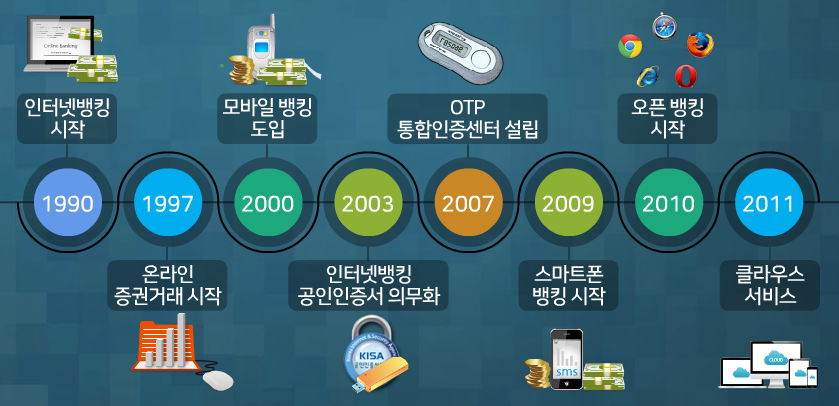 Online Banking
인터넷뱅킹
시작
모바일 뱅킹
도입
OTP
통합인증센터 설립
오픈 뱅킹
시작
1990
1997
2000
2003
2007
2009
2010
2011
온라인
증권거래 시작
인터넷뱅킹
공인인증서 의무화
스마트폰
뱅킹 시작
클라우스
서비스
KISA
sms
CLOUD